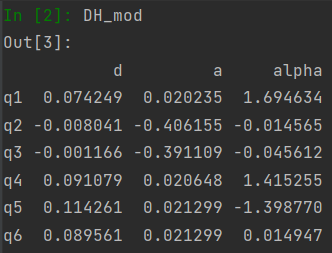 In [2]: DH_mod
Out[3]:
d a alpha
q1 0.074249 0.020235 1.694634
q2 -0.008041 -0.406155 -0.014565
q3 -0.001166 -0.391109 -0.045612
q4 0.091079 0.020648 1.415255
q5 0.114261 0.021299 -1.398770
q6 0.089561 0.021299 0.014947